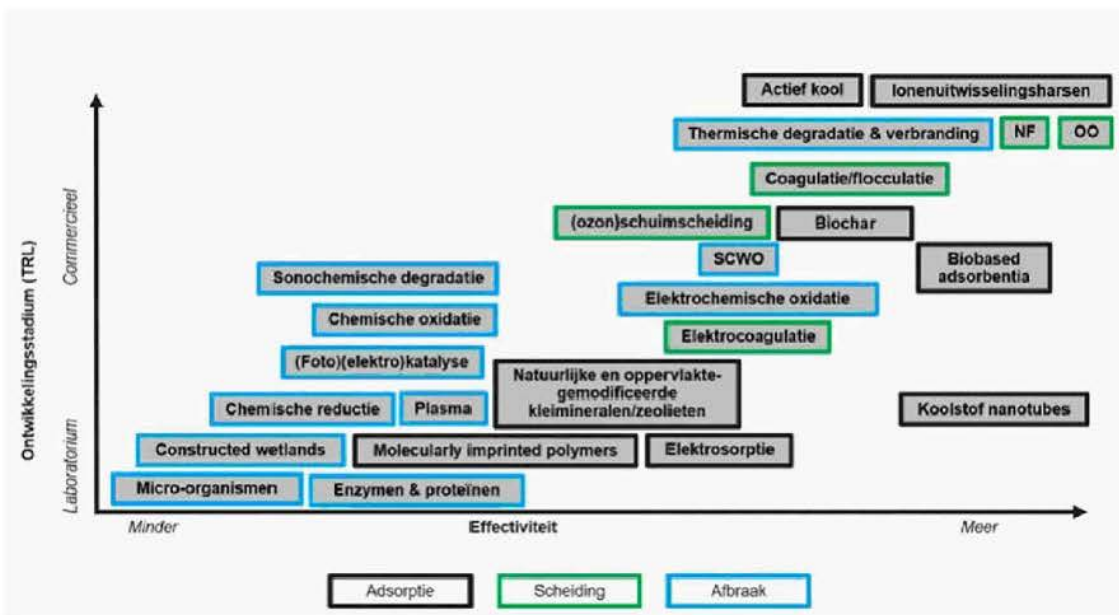 Actief kool
Ionenuitwisselingsharsen
Thermische degradatie & verbranding
NF
OO
Coagulatie/flocculatie
(ozon)schuimscheiding
Biochar
SCWO
Biobased
adsorbentia
Sonochemische degradatie
Elektrochemische oxidatie
Chemische oxidatie
Elektrocoagulatie
(Foto)(elektro)katalyse
Natuurlijke en oppervlakte-
gemodificeerde
kleimineralen/zeolieten
Chemische reductie
Plasma
Koolstof nanotubes
Constructed wetlands
Molecularly imprinted polymers
Elektrosorptie
Micro-organismen
Enzymen & proteïnen
Ontwikkelingsstadium (TRL)
Commercieel
Laboratorium
Minder
Effectiviteit
Meer
Adsorptie
Scheiding
Afbraak